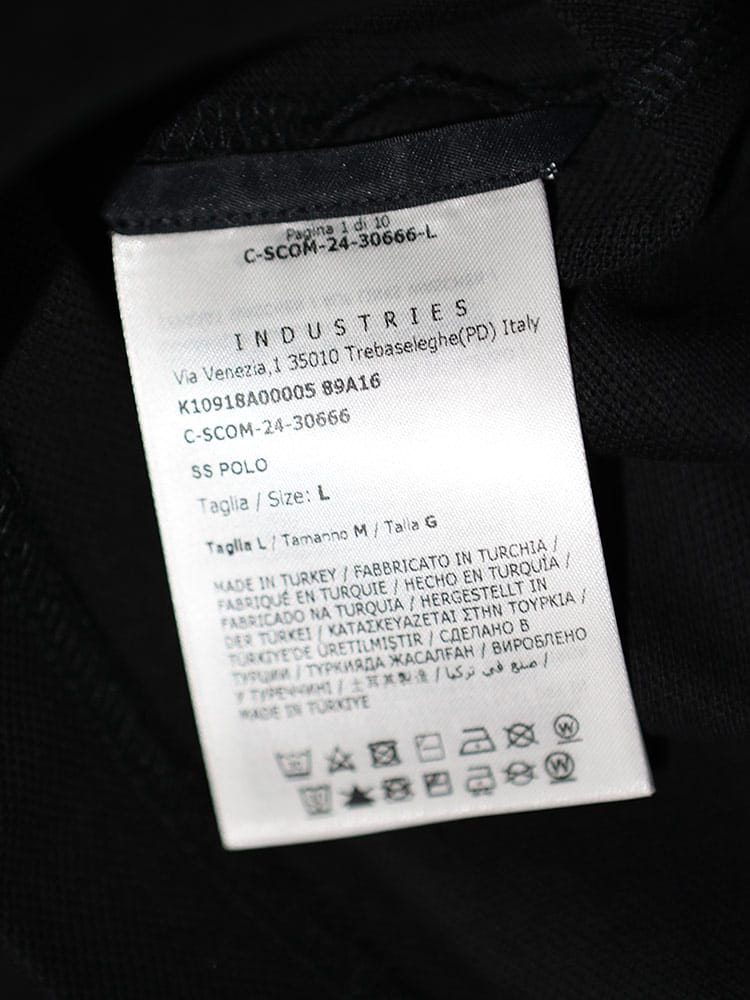 Pagina 1 di 10
C-SCOM-24-30666-L
INDUSTRIES
Via Venezia,1 35010 Trebaseleghe(PD) Italy
K10918A00005 89A16
C-SCOM-24-30666
SS POLO
Taglia / Size: L
Taglia L / Tamanho M / Talla G
MADE IN TURKEY / FABBRICATO IN TURCHIA /
FABRIQUÉ EN TURQUIE / HECHO EN TURQUÍA /
FABRICADO NA TURQUIA / HERGESTELLT IN
DER TÜRKEI / ΚΑΤΑΣΚΕΥΑΖΕΤΑΙ ΣΤΗΝ ΤΟΥΡΚΙΑ /
TÜRKİYE'DE ÜRETİLMİŞTİR / СДЕЛАНО В
ТУРЦИИ / ТУРКИЯДА ЖАСАЛҒАН / ВИРОБЛЕНО
У ТУРЕЧЧИНІ / 土耳其制造 / صنع في تركيا /
MADE IN TÜRKİYE